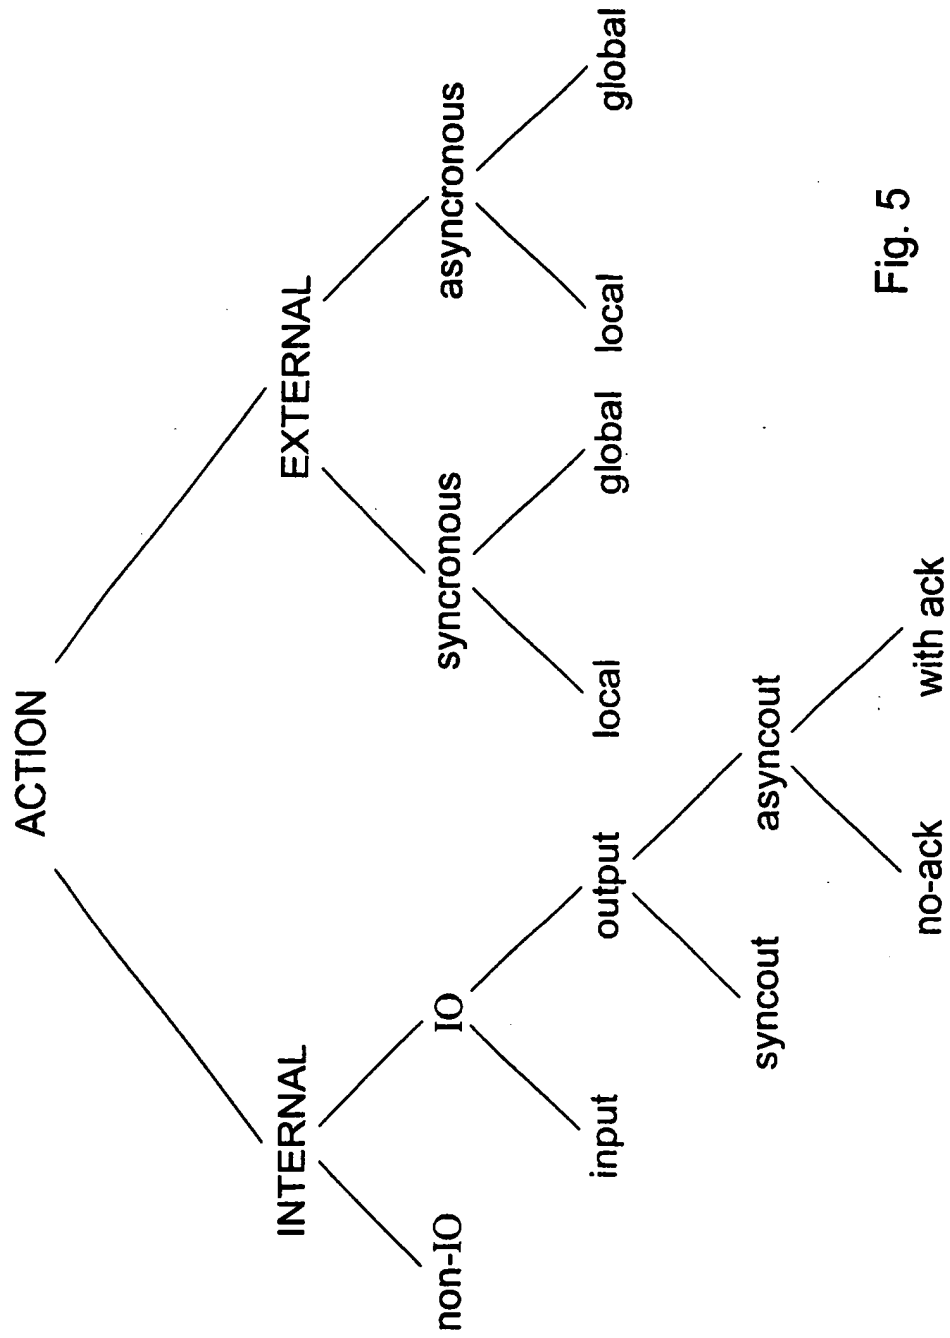 ACTION
INTERNAL
EXTERNAL
non-IO
IO
syncronous
asyncronous
input
output
local
global
local
global
syncout
asyncout
no-ack
with ack
Fig. 5